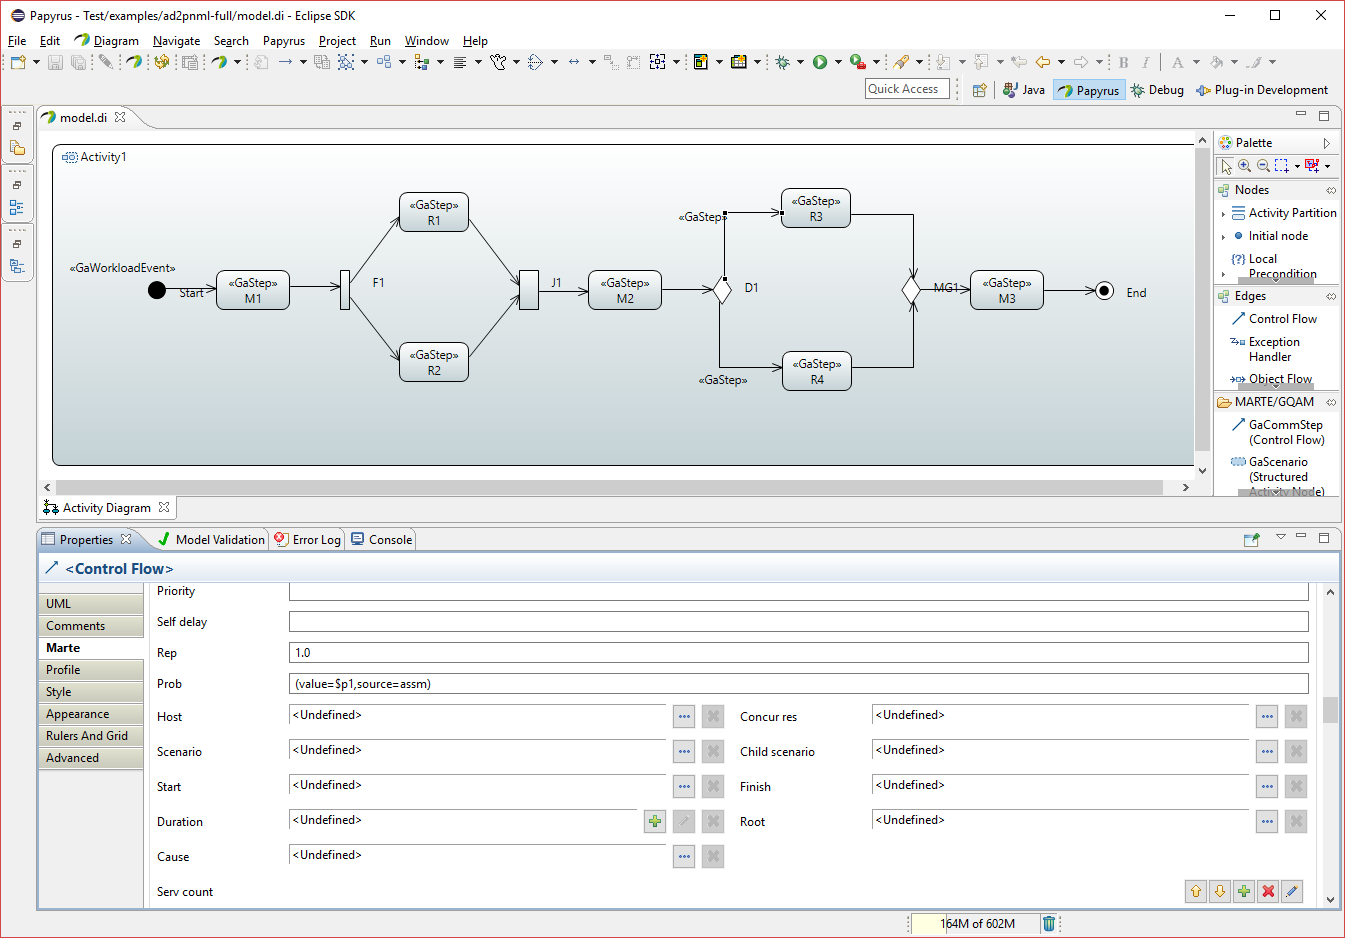 Papyrus - Test/examples/ad2pnml-full/model.di - Eclipse SDK
File Edit Diagram Navigate Search Papyrus Project Run Window Help
B I A
Quick Access Java Papyrus Debug Plug-in Development
model.di
Activity1
«GaStep»
R1
«GaStep»
R3
«GaStep»
«GaWorkloadEvent»
Start
«GaStep»
M1
F1
J1
«GaStep»
M2
D1
MG1
«GaStep»
M3
End
«GaStep»
R2
«GaStep»
«GaStep»
R4
Palette
Nodes
Activity Partition
Initial node
Local
Precondition
Edges
Control Flow
Exception
Handler
Object Flow
MARTE/GQAM
GaCommStep
(Control Flow)
GaScenario
(Structured
Activity Node)
Activity Diagram
Properties Model Validation Error Log Console
<Control Flow>
UML
Comments
Marte
Profile
Style
Appearance
Rulers And Grid
Advanced
Priority
Self delay
Rep 1.0
Prob (value=$p1,source=assm)
Host <Undefined> Concur res <Undefined>
Scenario <Undefined> Child scenario <Undefined>
Start <Undefined> Finish <Undefined>
Duration <Undefined> Root <Undefined>
Cause <Undefined>
Serv count
164M of 602M